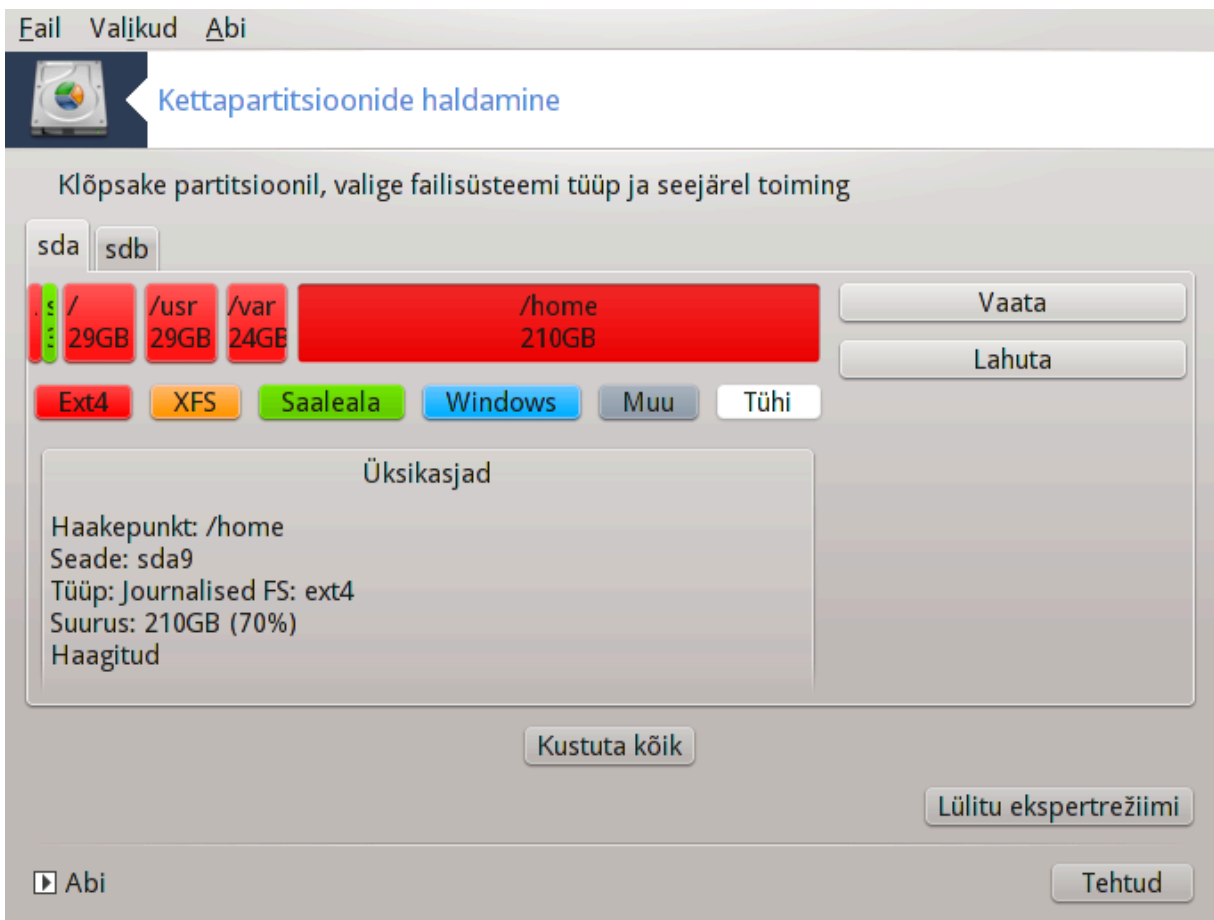 Fail Valikud Abi
Kettapartitsioonide haldamine
Klõpsake partitsioonil, valige failisüsteemi tüüp ja seejärel toiming
sda sdb
/ /usr /var /home
29GB 29GB 24GB 210GB
Vaata
Lahuta
Ext4 XFS Saaleala Windows Muu Tühi
Üksikasjad
Haakepunkt: /home
Seade: sda9
Tüüp: Journalised FS: ext4
Suurus: 210GB (70%)
Haagitud
Kustuta kõik
Lülitu ekspertrežiimi
Abi
Tehtud